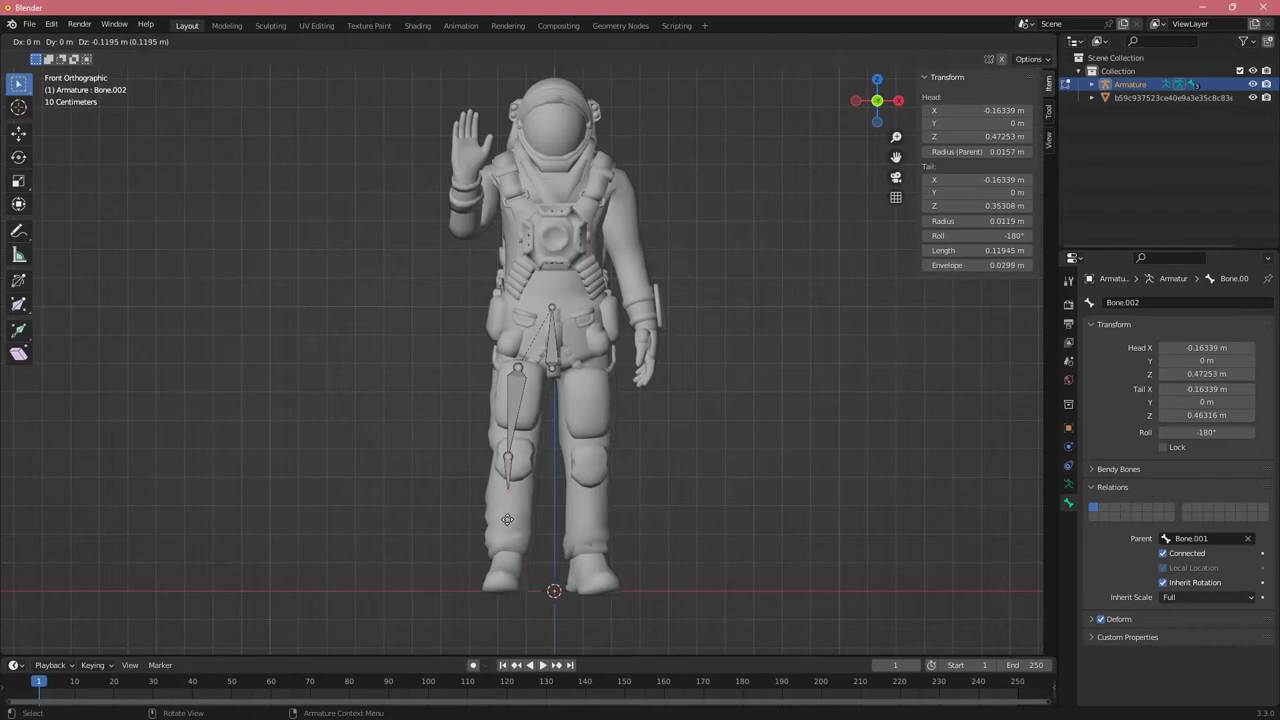 Blender
File Edit Render Window Help Layout Modeling Sculpting UV Editing Texture Paint Shading Animation Rendering Compositing Geometry Nodes Scripting + Scene ViewLayer
Dx: 0 m Dy: 0 m Dz: -0.1195 m (0.1195 m)
X Options
Front Orthographic
(1) Armature : Bone.002
10 Centimeters
Z
Y
X
Item
Tool
View
Transform
Head:
X -0.16339 m
Y 0 m
Z 0.47253 m
Radius (Parent) 0.0157 m
Tail:
X -0.16339 m
Y 0 m
Z 0.35308 m
Radius 0.0119 m
Roll -180°
Length 0.11945 m
Envelope 0.0299 m
Scene Collection
Collection
Armature 3
b59c937523ce40e9a3e35c8c83e
Armatu... Armatur Bone.00
Bone.002
Transform
Head X -0.16339 m
Y 0 m
Z 0.47253 m
Tail X -0.16339 m
Y 0 m
Z 0.46316 m
Roll -180°
Lock
Bendy Bones
Relations
Parent Bone.001
Connected
Local Location
Inherit Rotation
Inherit Scale Full
Deform
Custom Properties
Playback Keying View Marker 1 Start 1 End 250
1 10 20 30 40 50 60 70 80 90 100 110 120 130 140 150 160 170 180 190 200 210 220 230 240 250
Select Rotate View Armature Context Menu 3.3.0